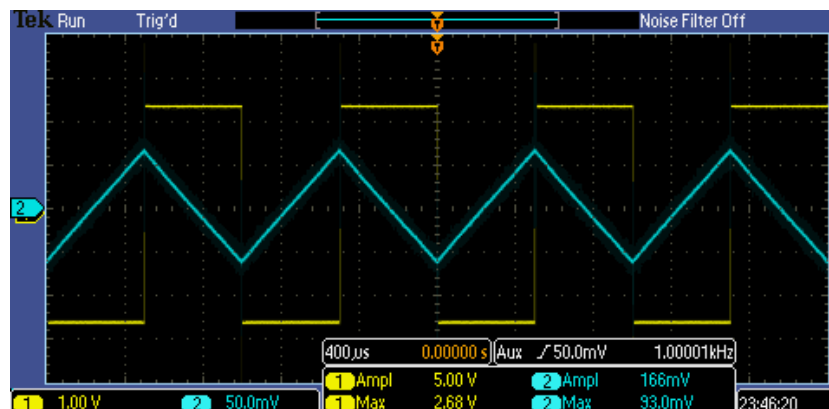 Tek Run Trig'd Noise Filter Off
T
T
2
400µs 0.00000 s Aux 50.0mV 1.00001kHz
1 Ampl 5.00 V 2 Ampl 166mV
1 1.00 V 2 50.0mV 1 Max 2.68 V 2 Max 93.0mV 23:46:20